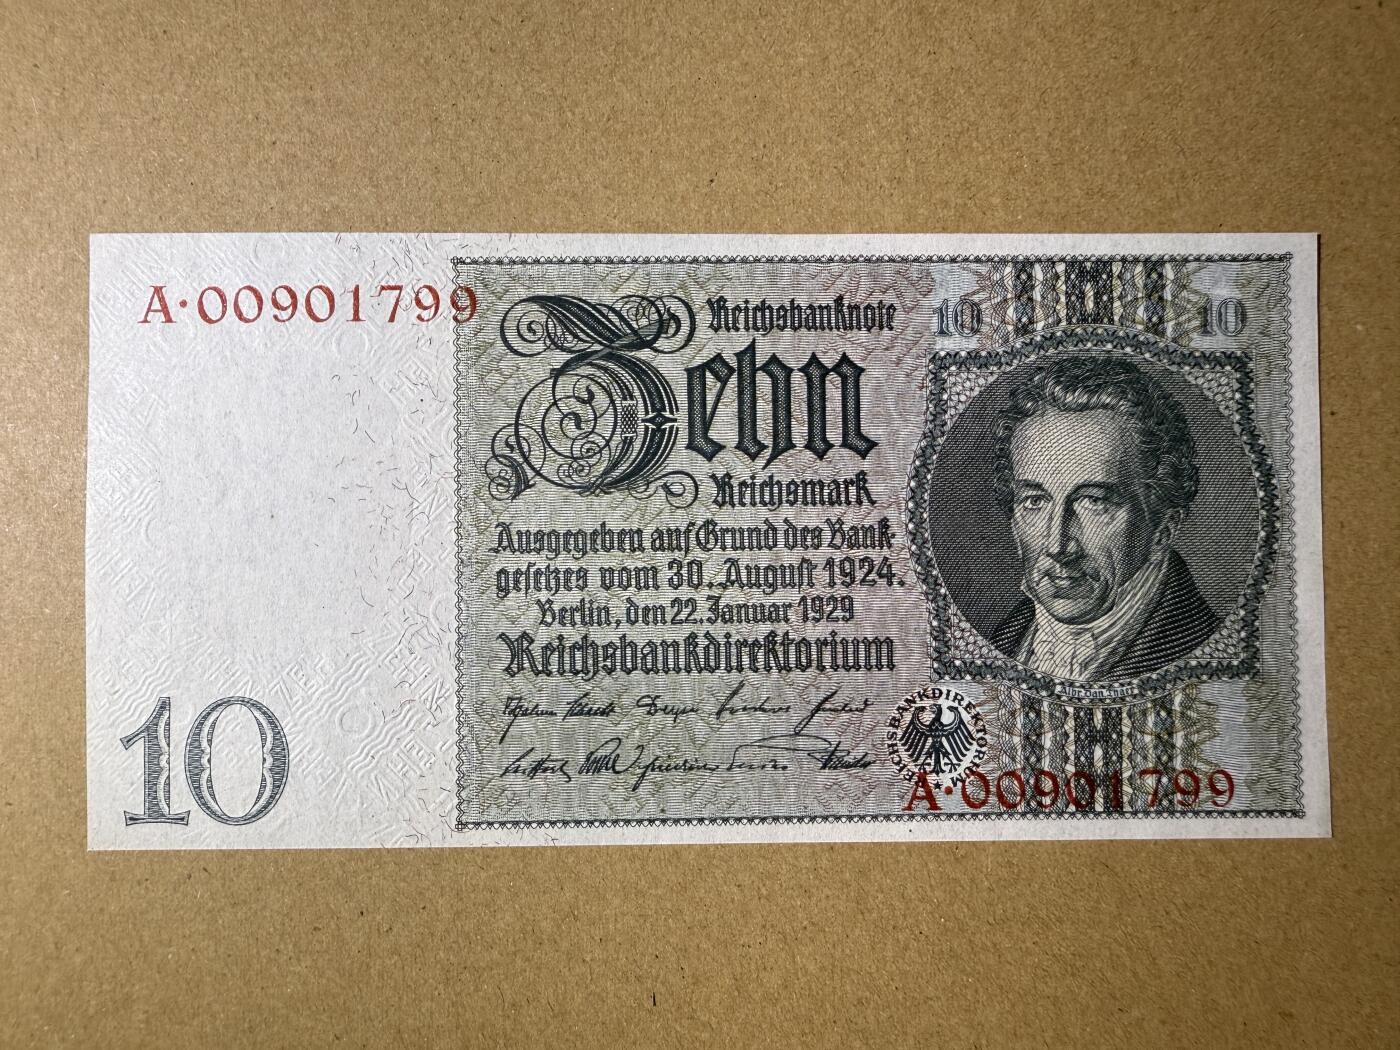 A·00901799
Reichsbanknote
10
10
Zehn
Reichsmark
Ausgegeben auf Grund des Bank-
gesetzes vom 30. August 1924.
Berlin, den 22. Januar 1929
Reichsbankdirektorium
Albr. Dan. Thaer
REICHSBANKDIREKTORIUM
10
A·00901799